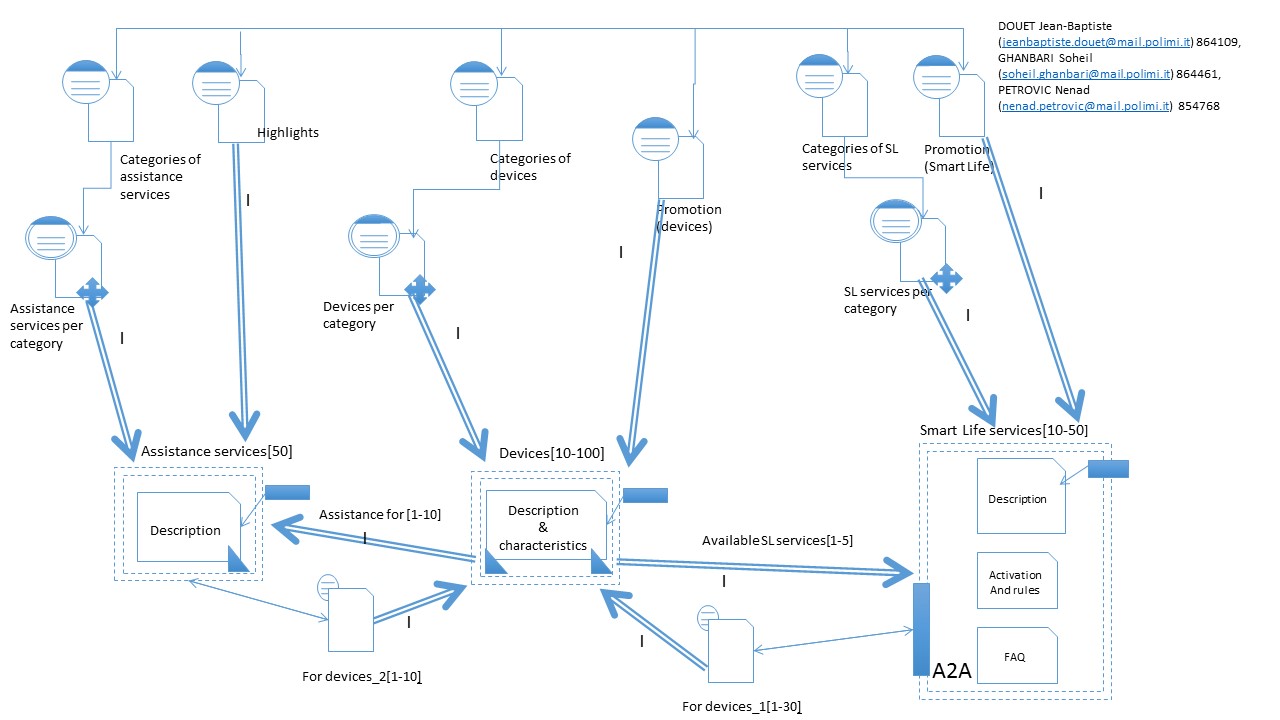 DOUET Jean-Baptiste
(jeanbaptiste.douet@mail.polimi.it) 864109,
GHANBARI Soheil
(soheil.ghanbari@mail.polimi.it) 864461,
PETROVIC Nenad
(nenad.petrovic@mail.polimi.it) 854768
Highlights
Categories of
assistance
services
Categories of
devices
Promotion
(devices)
Categories of SL
services
Promotion
(Smart Life)
I
I
I
Assistance
services per
category
I
Devices per
category
I
SL services per
category
I
Assistance services[50]
Devices[10-100]
Smart Life services[10-50]
Description
Assistance for [1-10]
I
Description
&
characteristics
Available SL services[1-5]
I
Description
Activation
And rules
FAQ
A2A
I
For devices_2[1-10]
I
For devices_1[1-30]